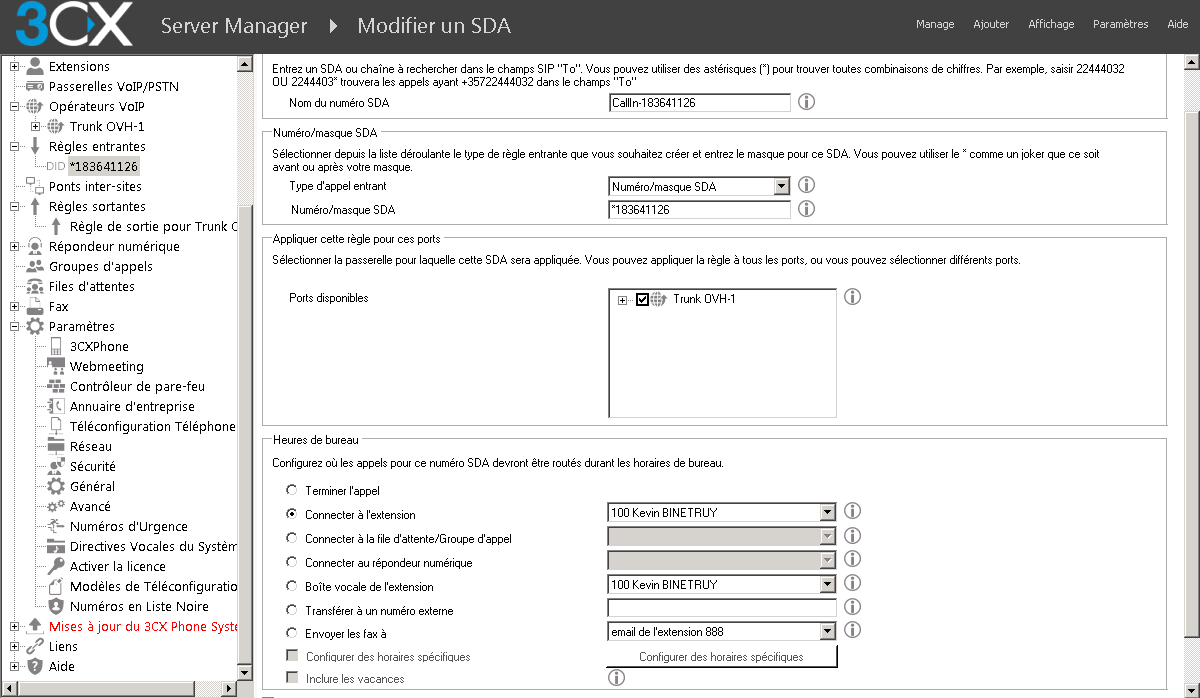 3CX Server Manager Modifier un SDA Manage Ajouter Affichage Paramètres Aide
Extensions
Passerelles VoIP/PSTN
Opérateurs VoIP
Trunk OVH-1
Règles entrantes
DID *183641126
Ponts inter-sites
Règles sortantes
Règle de sortie pour Trunk O
Répondeur numérique
Groupes d'appels
Files d'attentes
Fax
Paramètres
3CXPhone
Webmeeting
Contrôleur de pare-feu
Annuaire d'entreprise
Téléconfiguration Téléphone
Réseau
Sécurité
Général
Avancé
Numéros d'Urgence
Directives Vocales du Systèm
Activer la licence
Modèles de Téléconfiguratio
Numéros en Liste Noire
Mises à jour du 3CX Phone Syste
Liens
Aide
Entrez un SDA ou chaîne à rechercher dans le champs SIP "To". Vous pouvez utiliser des astérisques (*) pour trouver toutes combinaisons de chiffres. Par exemple, saisir 22444032
OU 2244403* trouvera les appels ayant +35722444032 dans le champs "To"
Nom du numéro SDA CallIn-183641126
Numéro/masque SDA
Sélectionner depuis la liste déroulante le type de règle entrante que vous souhaitez créer et entrez le masque pour ce SDA. Vous pouvez utiliser le * comme un joker que ce soit
avant ou après votre masque.
Type d'appel entrant Numéro/masque SDA
Numéro/masque SDA *183641126
Appliquer cette règle pour ces ports
Sélectionner la passerelle pour laquelle cette SDA sera appliquée. Vous pouvez appliquer la règle à tous les ports, ou vous pouvez sélectionner différents ports.
Ports disponibles Trunk OVH-1
Heures de bureau
Configurez où les appels pour ce numéro SDA devront être routés durant les horaires de bureau.
Terminer l'appel
Connecter à l'extension 100 Kevin BINETRUY
Connecter à la file d'attente/Groupe d'appel
Connecter au répondeur numérique
Boîte vocale de l'extension 100 Kevin BINETRUY
Transférer à un numéro externe
Envoyer les fax à email de l'extension 888
Configurer des horaires spécifiques Configurer des horaires spécifiques
Inclure les vacances